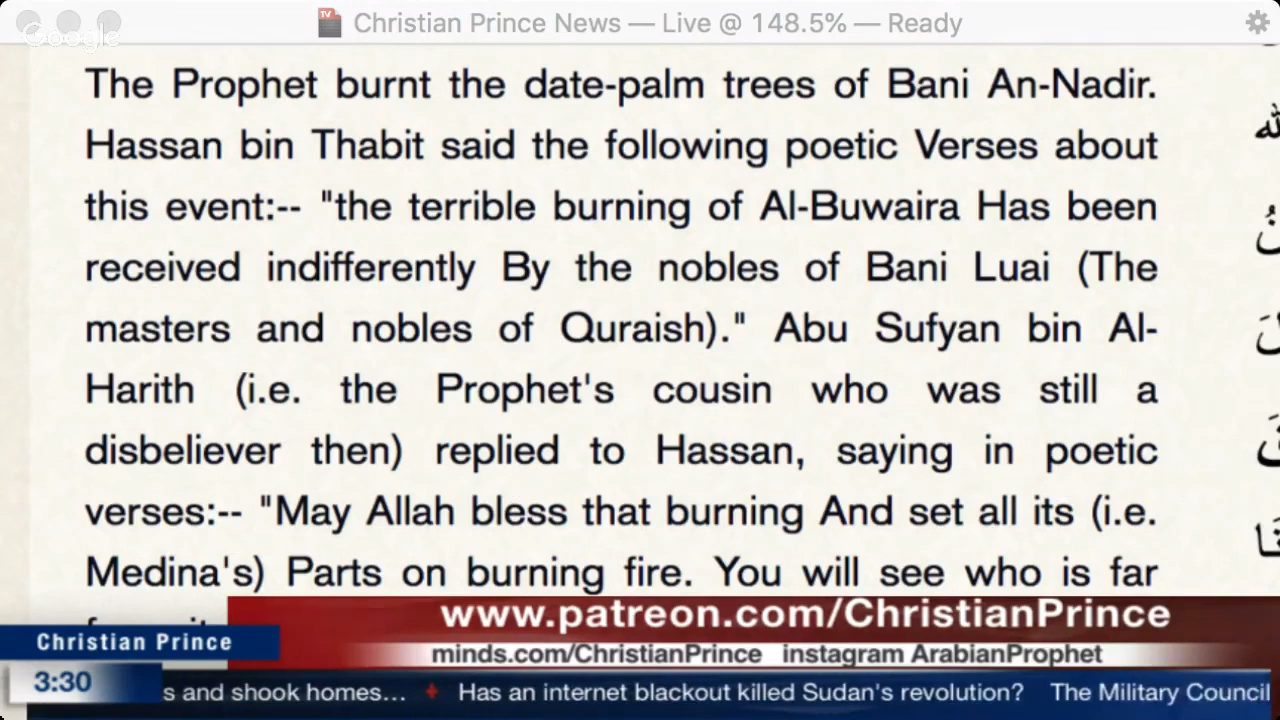 Christian Prince News — Live @ 148.5% — Ready
Google
The Prophet burnt the date-palm trees of Bani An-Nadir.
Hassan bin Thabit said the following poetic Verses about
this event:-- "the terrible burning of Al-Buwaira Has been
received indifferently By the nobles of Bani Luai (The
masters and nobles of Quraish)." Abu Sufyan bin Al-
Harith (i.e. the Prophet's cousin who was still a
disbeliever then) replied to Hassan, saying in poetic
verses:-- "May Allah bless that burning And set all its (i.e.
Medina's) Parts on burning fire. You will see who is far
www.patreon.com/ChristianPrince
Christian Prince
minds.com/ChristianPrince instagram ArabianProphet
3:30
s and shook homes... + Has an internet blackout killed Sudan's revolution? The Military Council